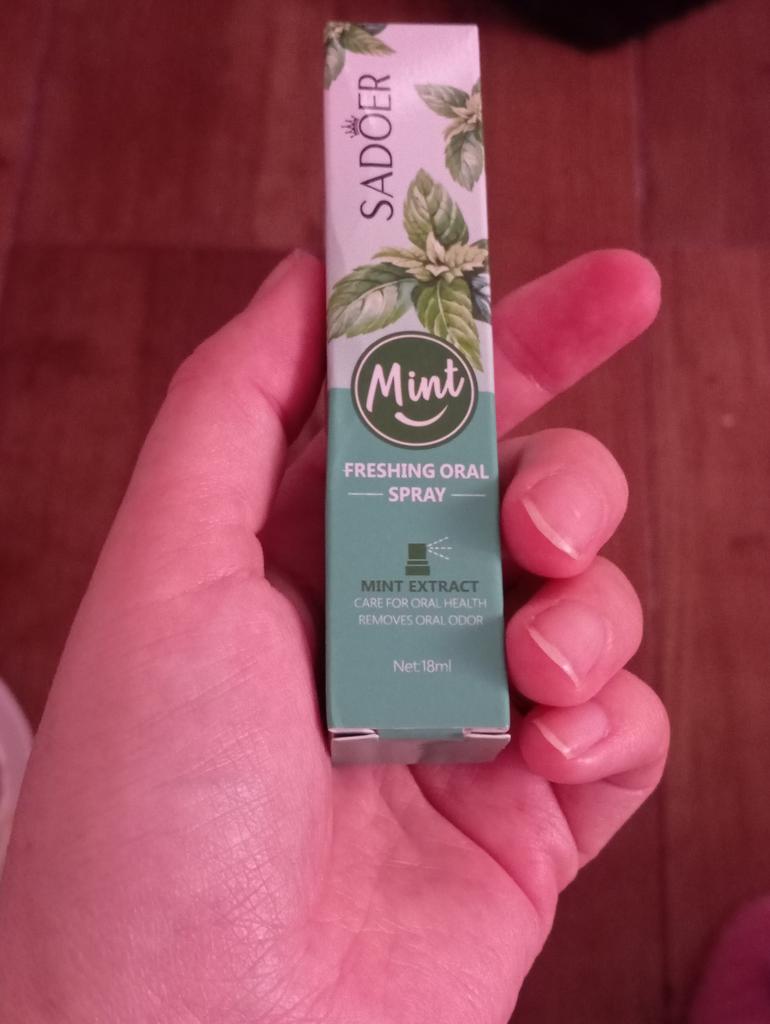 SADOER
Mint
FRESHING ORAL
SPRAY
MINT EXTRACT
CARE FOR ORAL HEALTH
REMOVES ORAL ODOR
Net:18ml